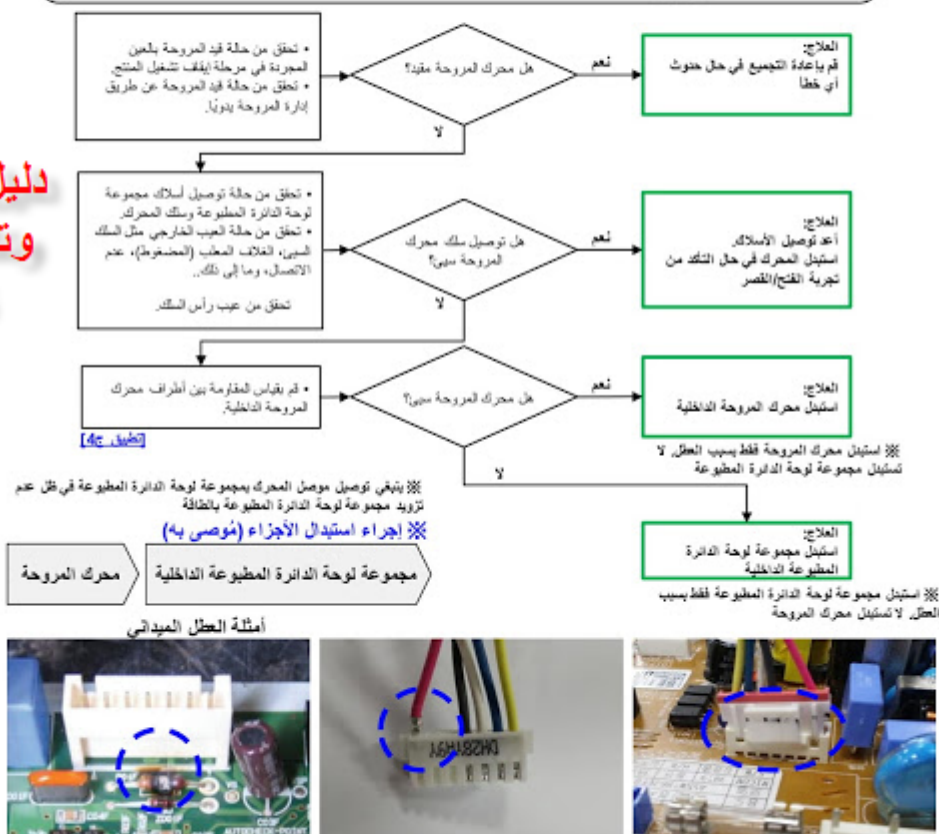 • تحقق من حالة قيد المروحة بالعين
المجردة في مرحلة إيقاف تشغيل المنتج.
• تحقق من حالة قيد المروحة عن طريق
إدارة المروحة يدويًا.
هل محرك المروحة مقيد؟
نعم
العلاج:
قم بإعادة التجميع في حال حدوث
أي خطأ
لا
دليل
• تحقق من حالة توصيل أسلاك مجموعة
لوحة الدائرة المطبوعة وسلك المحرك.
• تحقق من حالة العيب الخارجي مثل السلك
السيئ، الغلاف المعلب (المضغوط)، عدم
الاتصال، وما إلى ذلك..
تحقق من عيب رأس السلك.
هل توصيل سلك محرك
المروحة سيئ؟
نعم
العلاج:
أعد توصيل الأسلاك.
استبدل المحرك في حال التأكد من
تجربة الفتح/القصر
لا
• قم بقياس المقاومة بين أطراف محرك
المروحة الداخلية.
[تطبيق ج4]
هل محرك المروحة سيئ؟
نعم
العلاج:
استبدل محرك المروحة الداخلية
※ استبدل محرك المروحة فقط بسبب العطل. لا
تستبدل مجموعة لوحة الدائرة المطبوعة
لا
※ ينبغي توصيل موصل المحرك بمجموعة لوحة الدائرة المطبوعة في ظل عدم
تزويد مجموعة لوحة الدائرة المطبوعة بالطاقة
※ إجراء استبدال الأجزاء (مُوصى به)
العلاج:
استبدل مجموعة لوحة الدائرة
المطبوعة الداخلية
محرك المروحة
مجموعة لوحة الدائرة المطبوعة الداخلية
※ استبدل مجموعة لوحة الدائرة المطبوعة فقط بسبب
العطل. لا تستبدل محرك المروحة
أمثلة العطل الميداني
AUTOCHECK-POINT